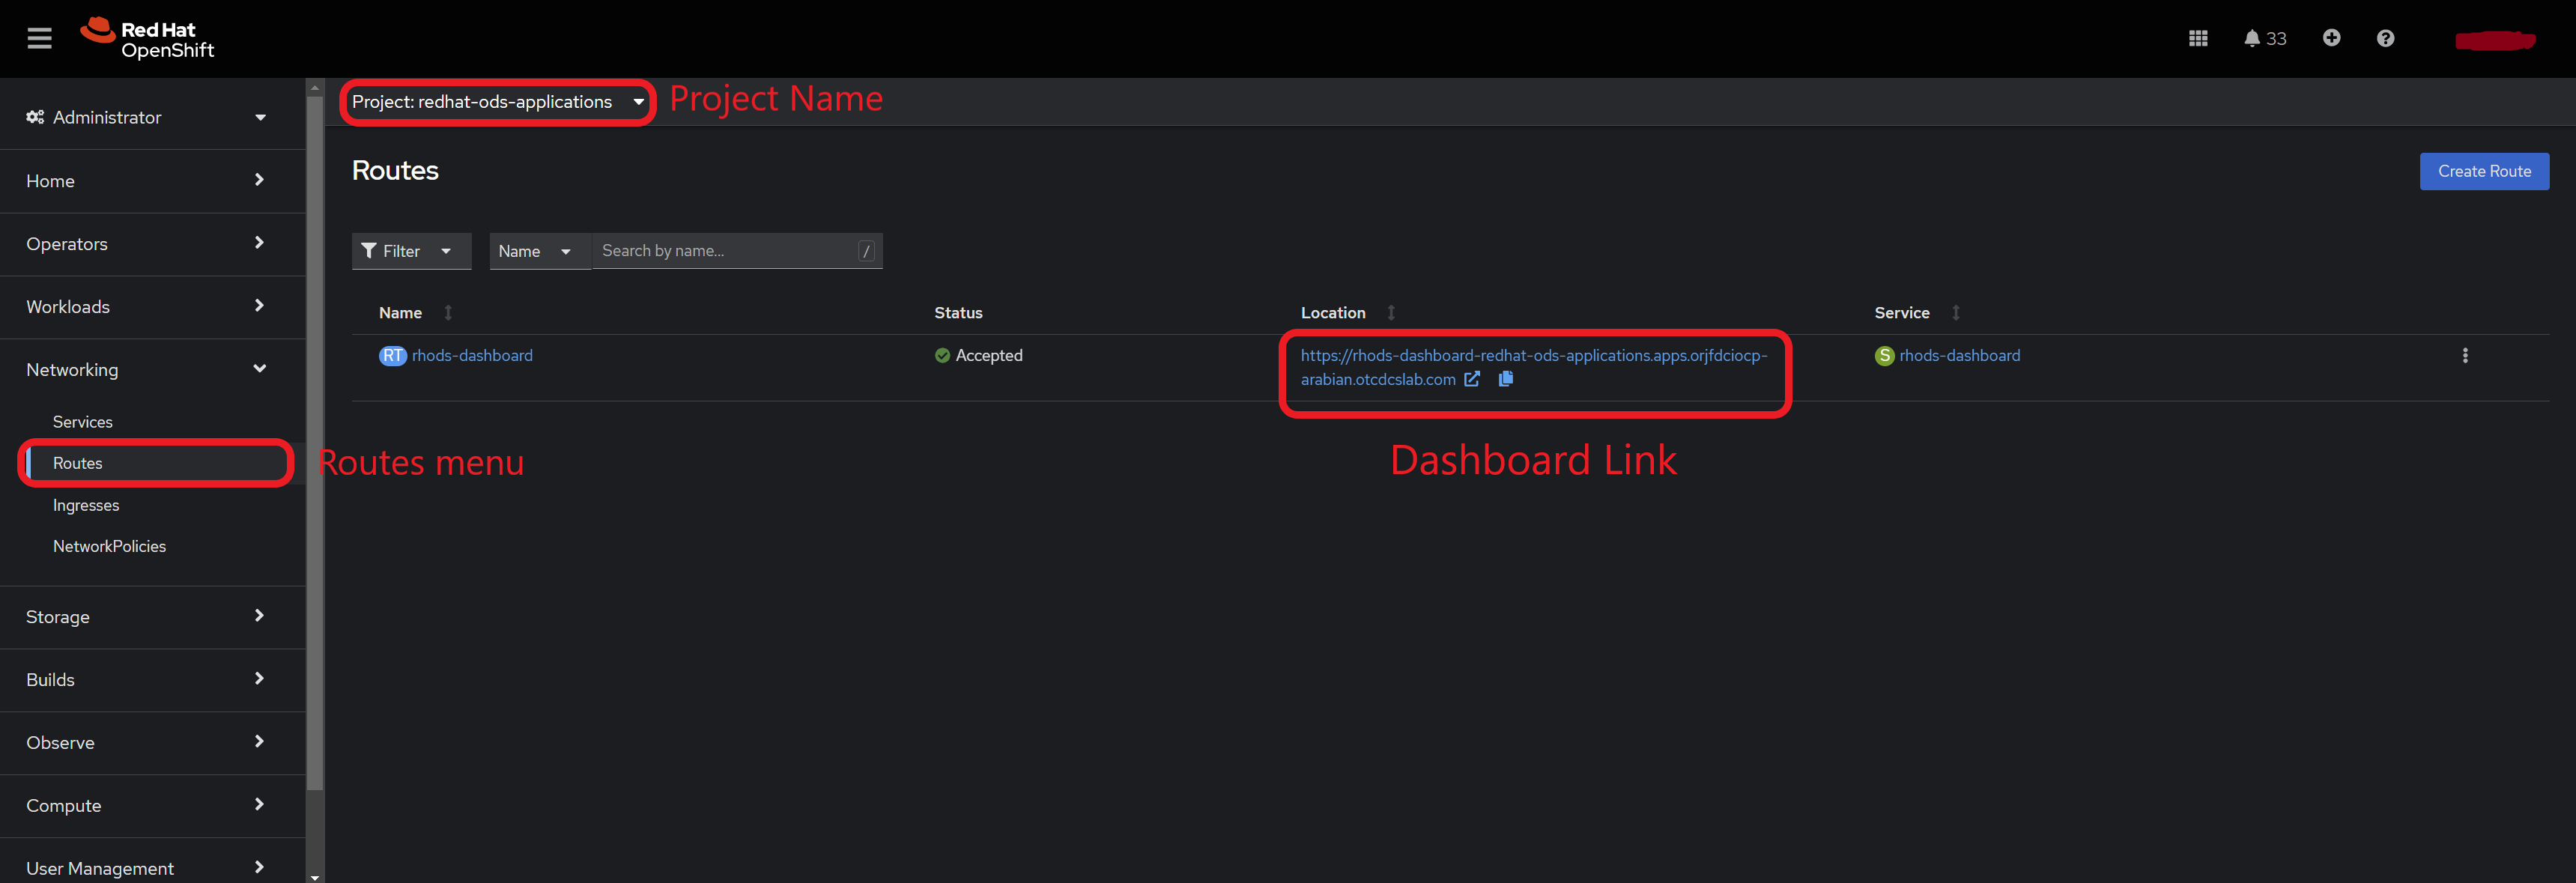 Red Hat
OpenShift
33
Administrator
Project: redhat-ods-applications
Project Name
Home
Operators
Workloads
Networking
Services
Routes
Routes menu
Ingresses
NetworkPolicies
Storage
Builds
Observe
Compute
User Management
Routes
Create Route
Filter
Name
Search by name...
/
Name
Status
Location
Service
RT rhods-dashboard
Accepted
https://rhods-dashboard-redhat-ods-applications.apps.orjfdciocp-
arabian.otcdcslab.com
S rhods-dashboard
Dashboard Link